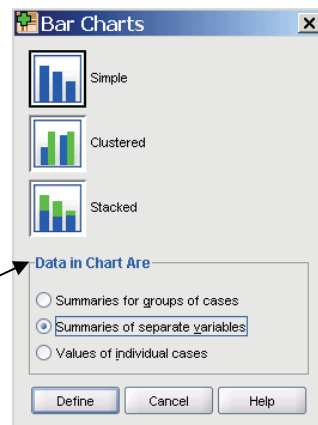 Bar Charts
Simple
Clustered
Stacked
Data in Chart Are
Summaries for groups of cases
Summaries of separate variables
Values of individual cases
Define Cancel Help